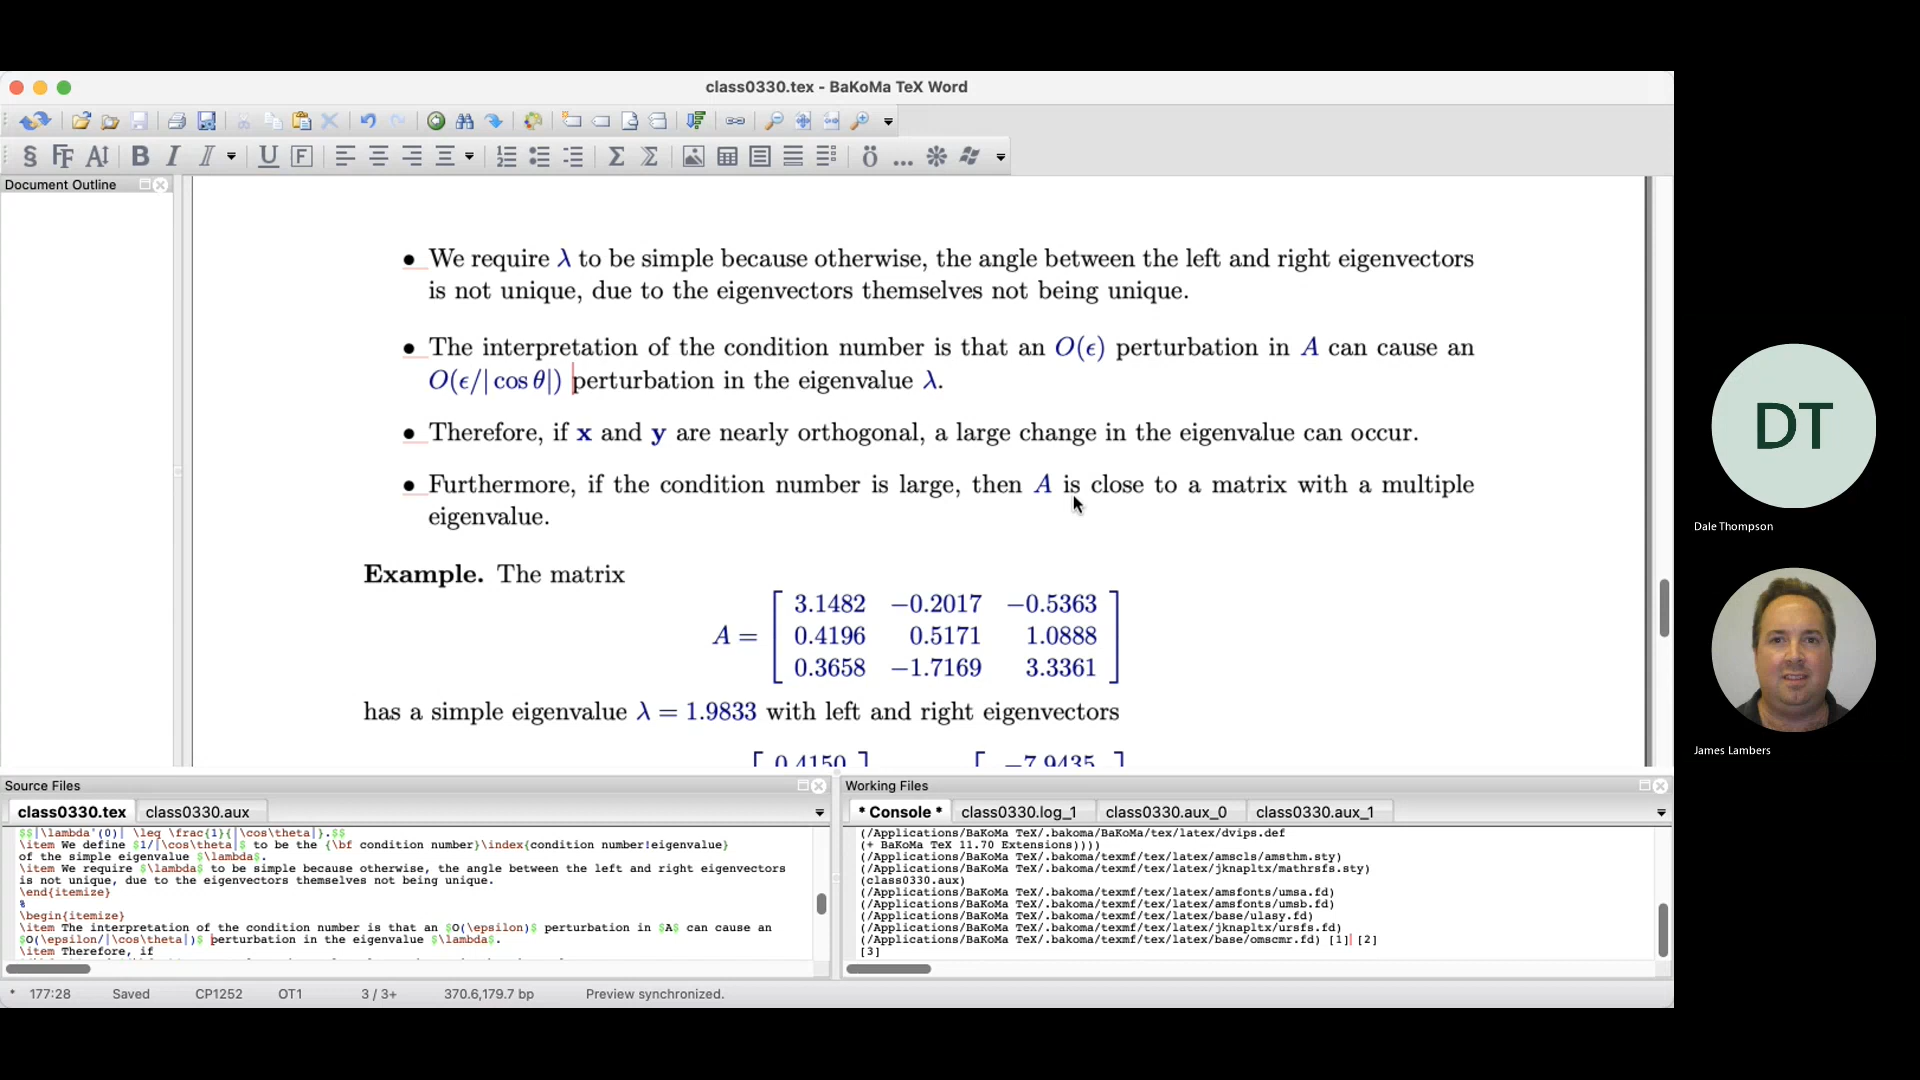 class0330.tex - BaKoMa TeX Word
Document Outline
• We require λ to be simple because otherwise, the angle between the left and right eigenvectors
is not unique, due to the eigenvectors themselves not being unique.
• The interpretation of the condition number is that an O(ϵ) perturbation in A can cause an
O(ϵ/| cos θ|) perturbation in the eigenvalue λ.
• Therefore, if x and y are nearly orthogonal, a large change in the eigenvalue can occur.
• Furthermore, if the condition number is large, then A is close to a matrix with a multiple
eigenvalue.
Example. The matrix
A = [ 3.1482 −0.2017 −0.5363
0.4196 0.5171 1.0888
0.3658 −1.7169 3.3361 ]
has a simple eigenvalue λ = 1.9833 with left and right eigenvectors
[ 0.4150 ] [ −7.9435 ]
Source Files
class0330.tex class0330.aux
$$|\lambda'(0)| \leq \frac{1}{|\cos\theta|}.$$
\item We define $1/|\cos\theta|$ to be the {\bf condition number}\index{condition number!eigenvalue}
of the simple eigenvalue $\lambda$.
\item We require $\lambda$ to be simple because otherwise, the angle between the left and right eigenvectors
is not unique, due to the eigenvectors themselves not being unique.
\end{itemize}
%
\begin{itemize}
\item The interpretation of the condition number is that an $O(\epsilon)$ perturbation in $A$ can cause an
$O(\epsilon/|\cos\theta|)$ perturbation in the eigenvalue $\lambda$.
\item Therefore, if
Working Files
* Console * class0330.log_1 class0330.aux_0 class0330.aux_1
(/Applications/BaKoMa TeX/.bakoma/BaKoMa/tex/latex/dvips.def
(+ BaKoMa TeX 11.70 Extensions))))
(/Applications/BaKoMa TeX/.bakoma/texmf/tex/latex/amscls/amsthm.sty)
(/Applications/BaKoMa TeX/.bakoma/texmf/tex/latex/jknapltx/mathrsfs.sty)
(class0330.aux)
(/Applications/BaKoMa TeX/.bakoma/texmf/tex/latex/amsfonts/umsa.fd)
(/Applications/BaKoMa TeX/.bakoma/texmf/tex/latex/amsfonts/umsb.fd)
(/Applications/BaKoMa TeX/.bakoma/texmf/tex/latex/base/ulasy.fd)
(/Applications/BaKoMa TeX/.bakoma/texmf/tex/latex/jknapltx/ursfs.fd)
(/Applications/BaKoMa TeX/.bakoma/texmf/tex/latex/base/omscmr.fd) [1] [2]
[3]
* 177:28 Saved CP1252 OT1 3 / 3+ 370.6,179.7 bp Preview synchronized.
DT
Dale Thompson
James Lambers